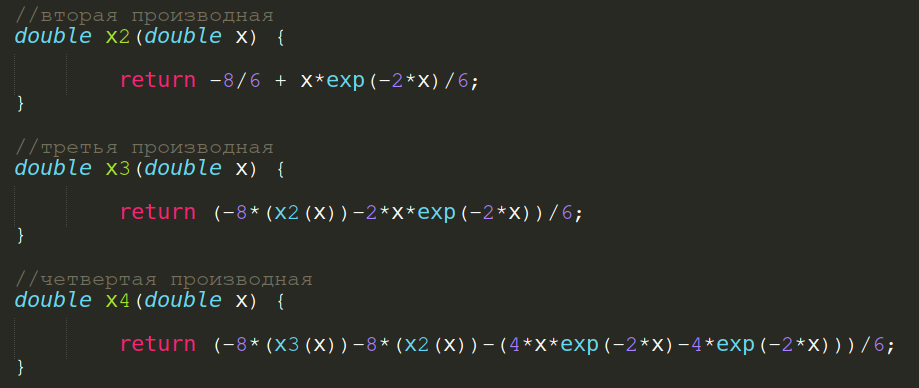 //вторая производная
double x2(double x) {
return -8/6 + x*exp(-2*x)/6;
}
//третья производная
double x3(double x) {
return (-8*(x2(x))-2*x*exp(-2*x))/6;
}
//четвертая производная
double x4(double x) {
return (-8*(x3(x))-8*(x2(x))-(4*x*exp(-2*x)-4*exp(-2*x)))/6;
}